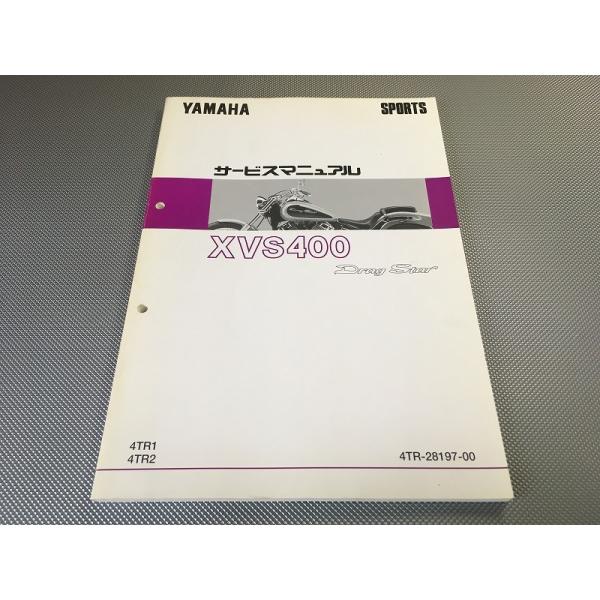 YAMAHA SPORTS
サービスマニュアル
XVS400
Drag Star
4TR1
4TR2 4TR-28197-00